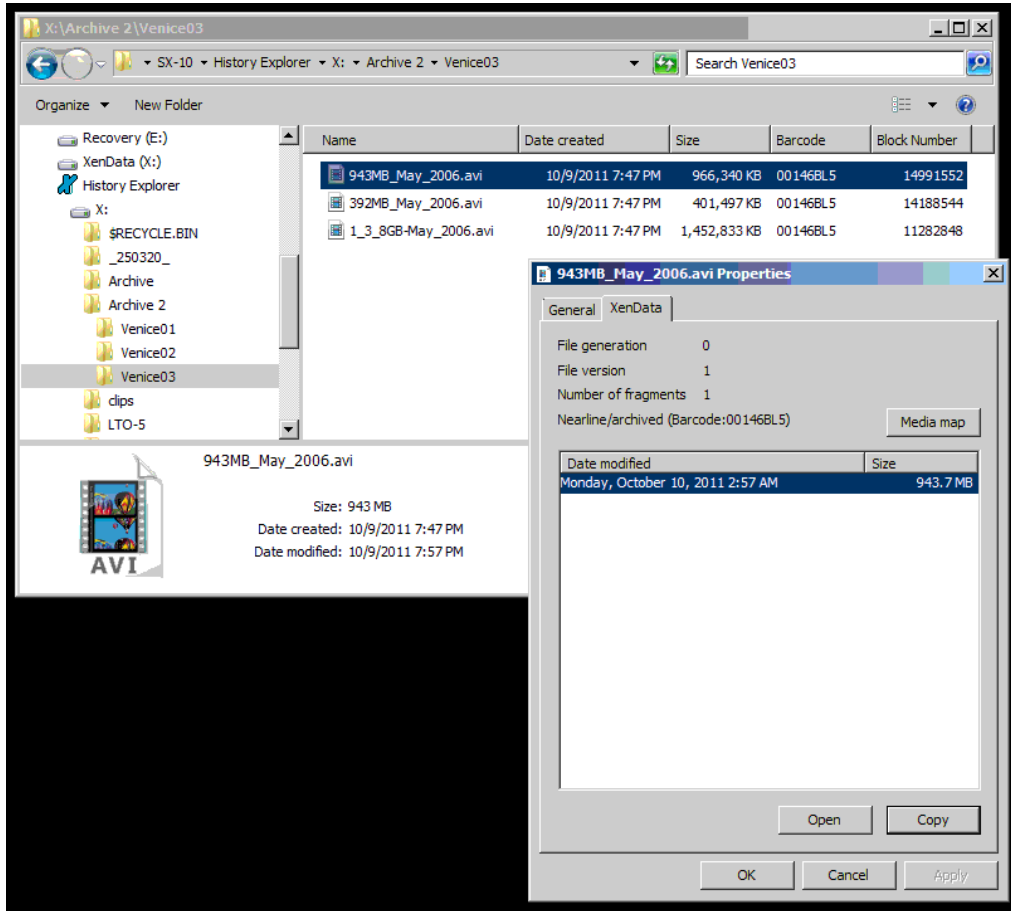 X:\Archive 2\Venice03
SX-10 History Explorer X: Archive 2 Venice03
Search Venice03
Organize New Folder
Recovery (E:)
XenData (X:)
History Explorer
X:
$RECYCLE.BIN
_250320_
Archive
Archive 2
Venice01
Venice02
Venice03
clips
LTO-5
Name Date created Size Barcode Block Number
943MB_May_2006.avi 10/9/2011 7:47 PM 966,340 KB 00146BL5 14991552
392MB_May_2006.avi 10/9/2011 7:47 PM 401,497 KB 00146BL5 14188544
1_3_8GB-May_2006.avi 10/9/2011 7:47 PM 1,452,833 KB 00146BL5 11282848
AVI
943MB_May_2006.avi
Size: 943 MB
Date created: 10/9/2011 7:47 PM
Date modified: 10/9/2011 7:57 PM
943MB_May_2006.avi Properties
General XenData
File generation 0
File version 1
Number of fragments 1
Nearline/archived (Barcode:00146BL5)
Media map
Date modified Size
Monday, October 10, 2011 2:57 AM 943.7 MB
Open Copy
OK Cancel Apply